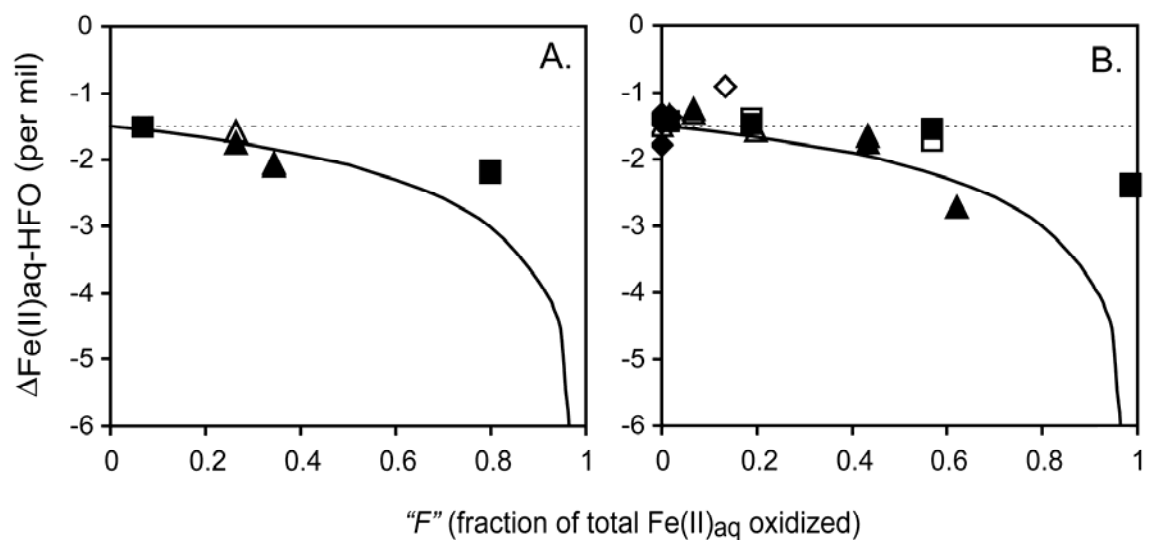 A.
B.
ΔFe(II)aq-HFO (per mil)
0
-1
-2
-3
-4
-5
-6
0 0.2 0.4 0.6 0.8 1
0
-1
-2
-3
-4
-5
-6
0 0.2 0.4 0.6 0.8 1
“F” (fraction of total Fe(II)aq oxidized)